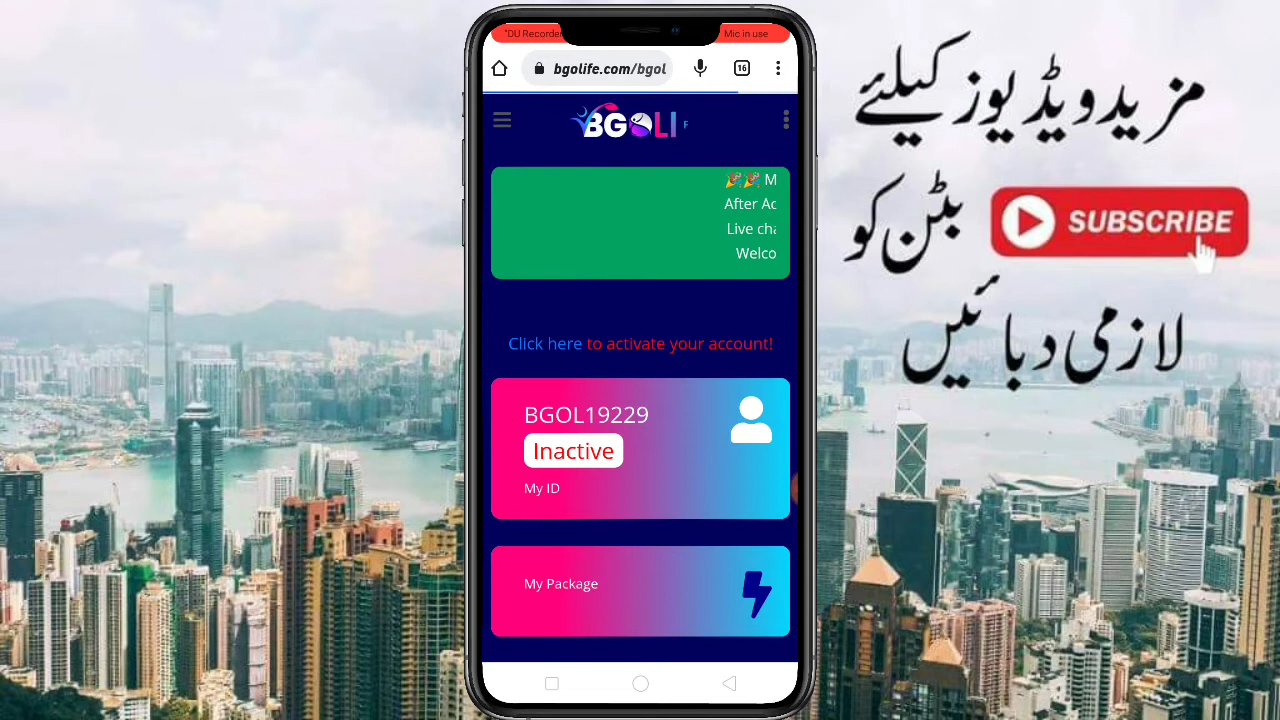 "DU Recorder
Mic in use
bgolife.com/bgol
16
BGOLI F
🎉🎉 M
After Ac
Live cha
Welco
Click here to activate your account!
BGOL19229
Inactive
My ID
My Package
مزید ویڈیوز کیلئے
SUBSCRIBE بٹن کو
لازمی دبائیں